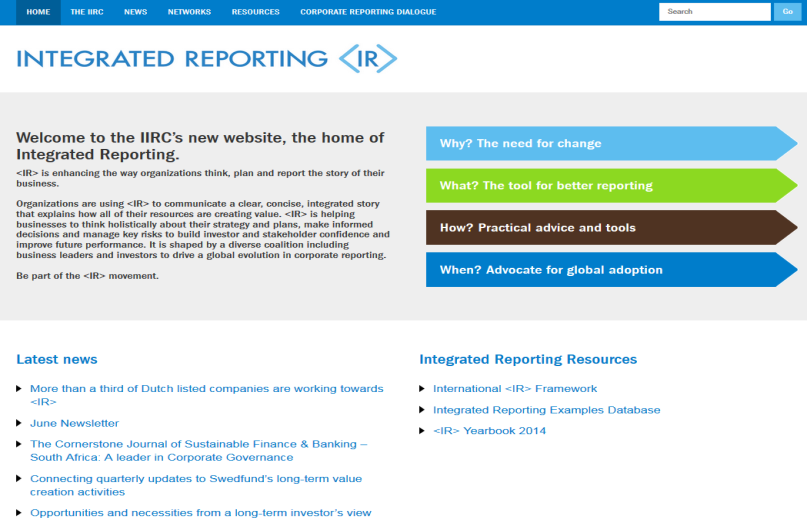 HOME THE IIRC NEWS NETWORKS RESOURCES CORPORATE REPORTING DIALOGUE Search Go
INTEGRATED REPORTING <IR>
Welcome to the IIRC's new website, the home of
Integrated Reporting.
<IR> is enhancing the way organizations think, plan and report the story of their
business.
Organizations are using <IR> to communicate a clear, concise, integrated story
that explains how all of their resources are creating value. <IR> is helping
businesses to think holistically about their strategy and plans, make informed
decisions and manage key risks to build investor and stakeholder confidence and
improve future performance. It is shaped by a diverse coalition including
business leaders and investors to drive a global evolution in corporate reporting.
Be part of the <IR> movement.
Why? The need for change
What? The tool for better reporting
How? Practical advice and tools
When? Advocate for global adoption
Latest news
More than a third of Dutch listed companies are working towards
<IR>
June Newsletter
The Cornerstone Journal of Sustainable Finance & Banking –
South Africa: A leader in Corporate Governance
Connecting quarterly updates to Swedfund's long-term value
creation activities
Opportunities and necessities from a long-term investor's view
Integrated Reporting Resources
International <IR> Framework
Integrated Reporting Examples Database
<IR> Yearbook 2014